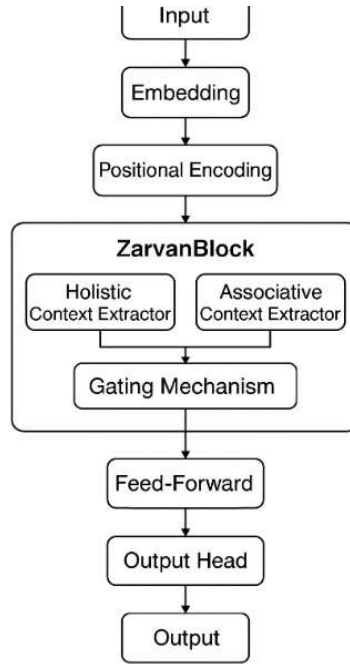 Input
Embedding
Positional Encoding
ZarvanBlock
Holistic
Context Extractor
Associative
Context Extractor
Gating Mechanism
Feed-Forward
Output Head
Output